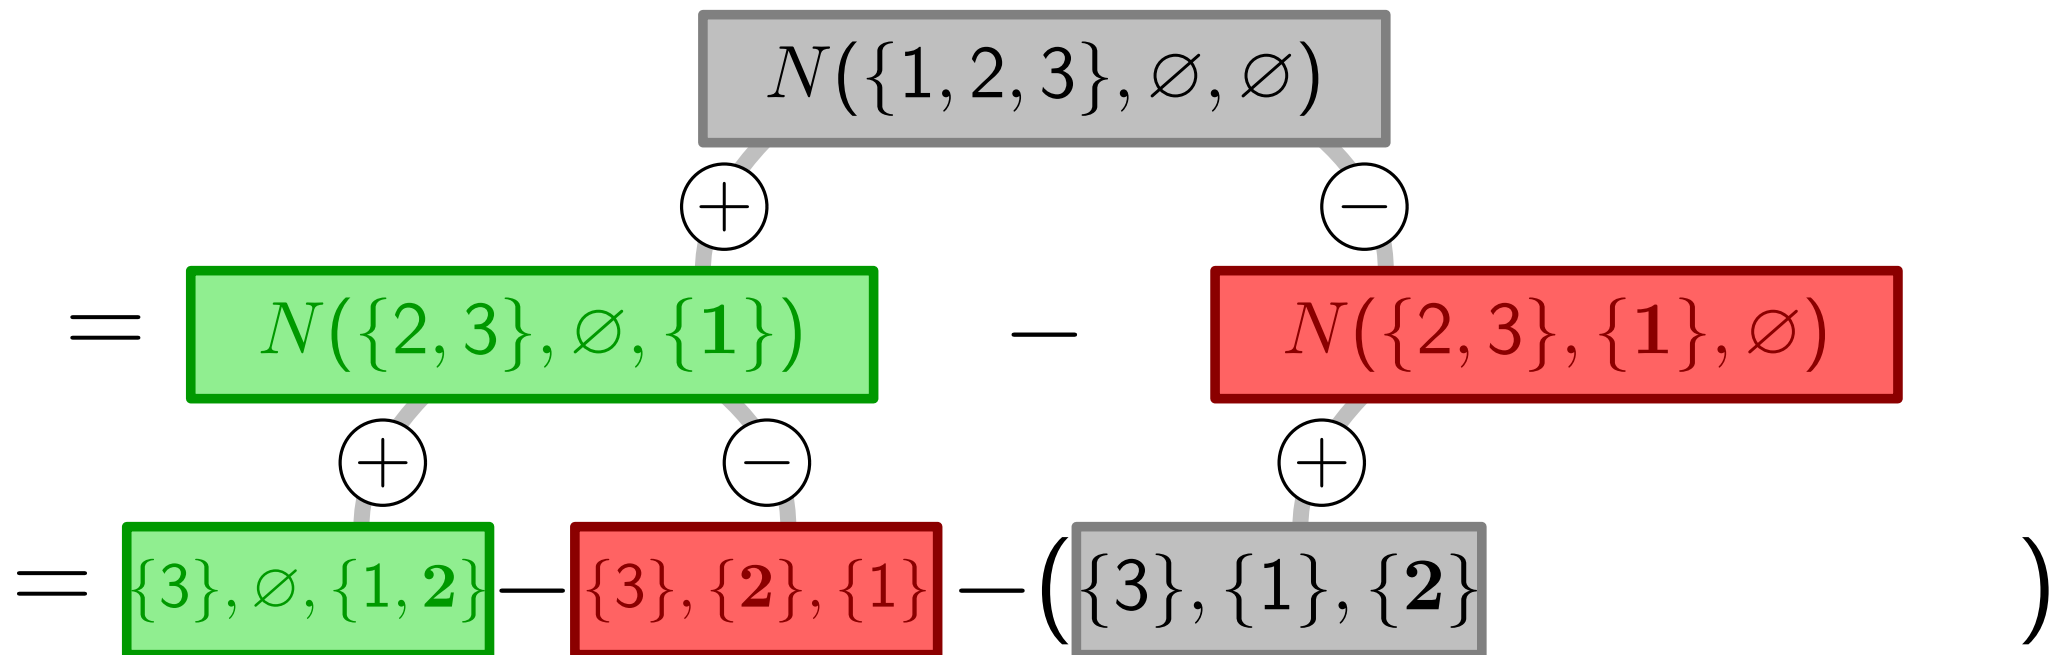 N({1, 2, 3}, ∅, ∅)
+ −
= N({2, 3}, ∅, {1}) − N({2, 3}, {1}, ∅)
+ − +
= {3}, ∅, {1, 2} − {3}, {2}, {1} − ( {3}, {1}, {2} )